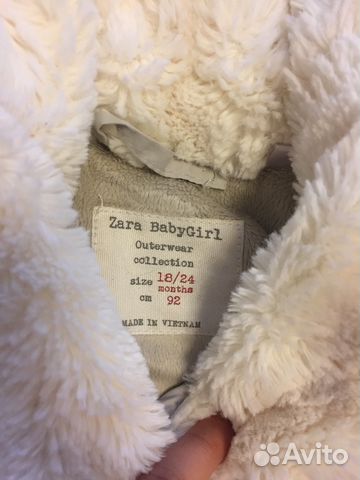 Zara BabyGirl
Outerwear
collection
size 18/24
months
cm 92
MADE IN VIETNAM
Avito